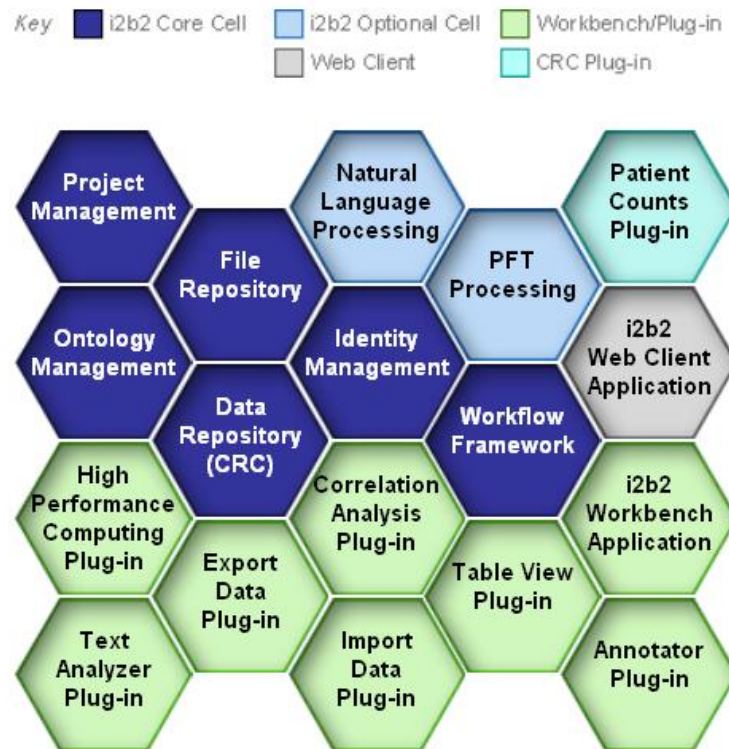 Key i2b2 Core Cell i2b2 Optional Cell Workbench/Plug-in
Web Client CRC Plug-in
Project
Management
Natural
Language
Processing
Patient
Counts
Plug-in
File
Repository
PFT
Processing
Ontology
Management
Identity
Management
i2b2
Web Client
Application
Data
Repository
(CRC)
Workflow
Framework
High
Performance
Computing
Plug-in
Correlation
Analysis
Plug-in
i2b2
Workbench
Application
Export
Data
Plug-in
Table View
Plug-in
Text
Analyzer
Plug-in
Import
Data
Plug-in
Annotator
Plug-in